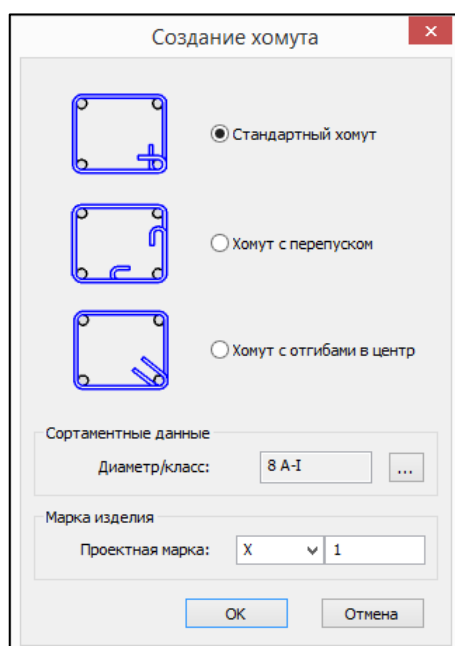 Создание хомута
Стандартный хомут
Хомут с перепуском
Хомут с отгибами в центр
Сортаментные данные
Диаметр/класс: 8 A-I ...
Марка изделия
Проектная марка: Х 1
OK Отмена